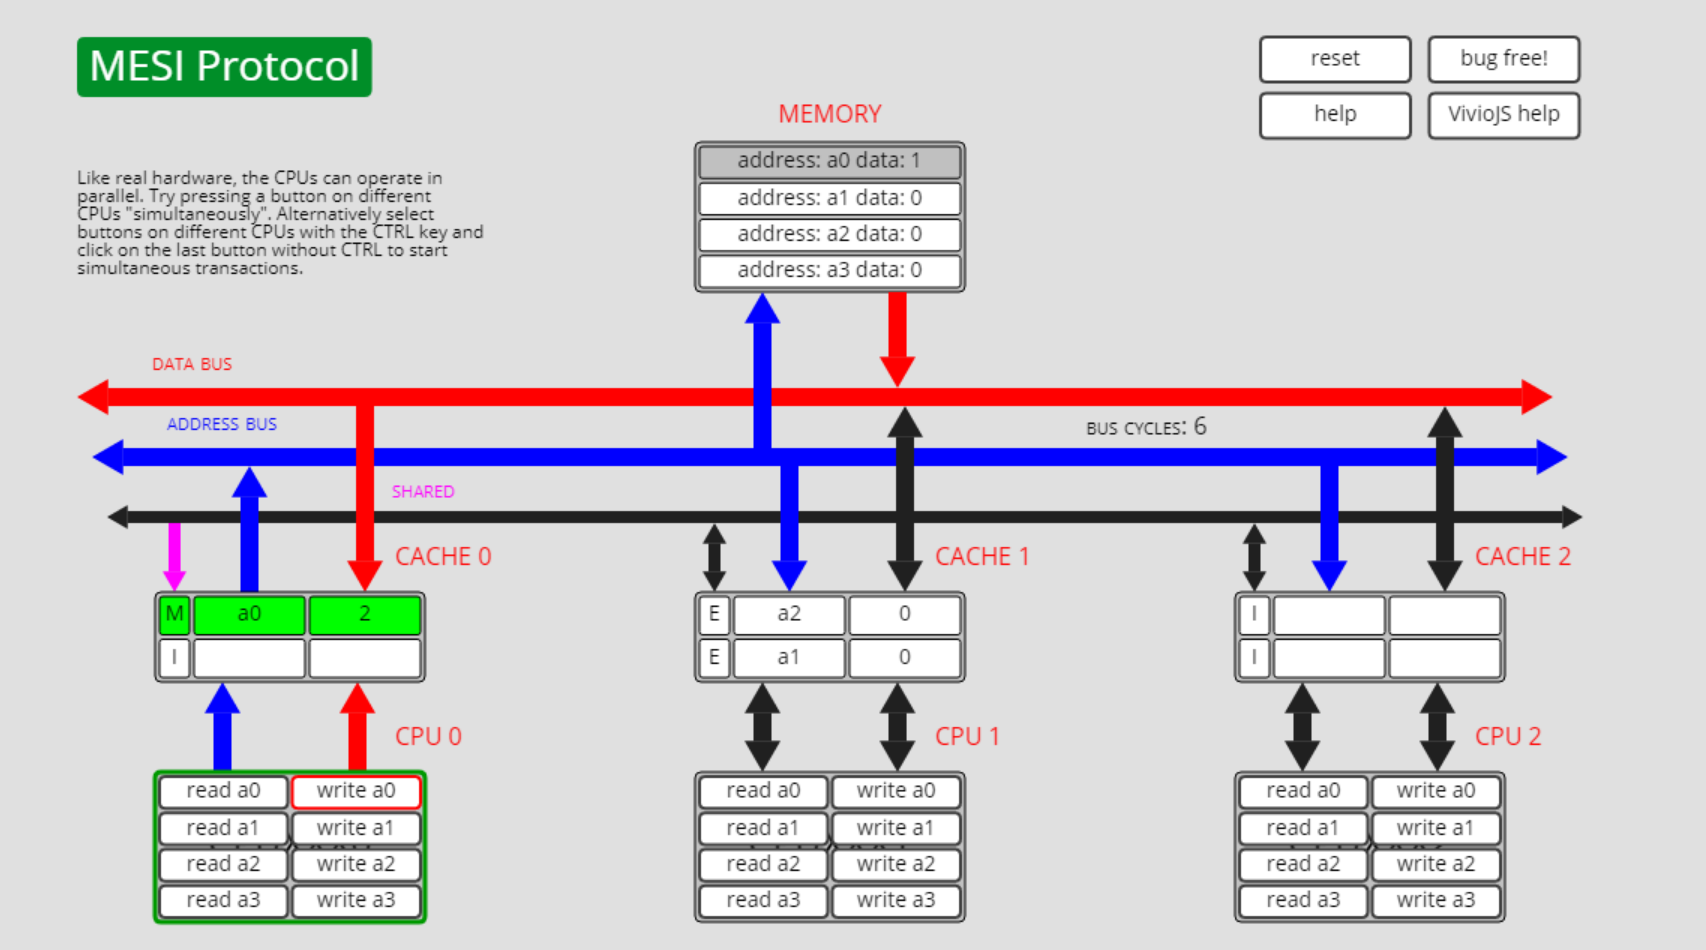 MESI Protocol
reset
bug free!
help
VivioJS help
MEMORY
address: a0 data: 1
address: a1 data: 0
address: a2 data: 0
address: a3 data: 0
Like real hardware, the CPUs can operate in
parallel. Try pressing a button on different
CPUs "simultaneously". Alternatively select
buttons on different CPUs with the CTRL key and
click on the last button without CTRL to start
simultaneous transactions.
DATA BUS
ADDRESS BUS
BUS CYCLES: 6
SHARED
CACHE 0
CACHE 1
CACHE 2
M a0 2
I
E a2 0
E a1 0
I
I
CPU 0
CPU 1
CPU 2
read a0 write a0
read a1 write a1
read a2 write a2
read a3 write a3
read a0 write a0
read a1 write a1
read a2 write a2
read a3 write a3
read a0 write a0
read a1 write a1
read a2 write a2
read a3 write a3